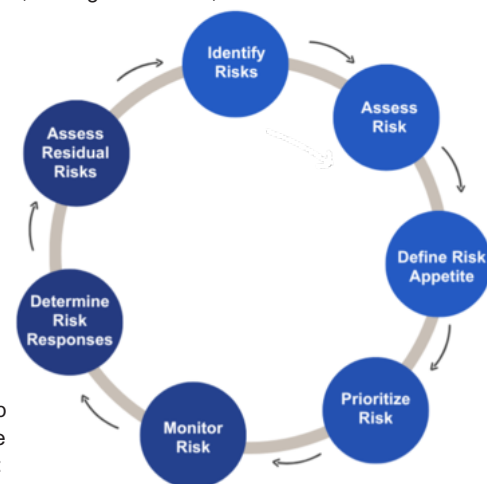 Identify
Risks
Assess
Risk
Define Risk
Appetite
Prioritize
Risk
Monitor
Risk
Determine
Risk
Responses
Assess
Residual
Risks